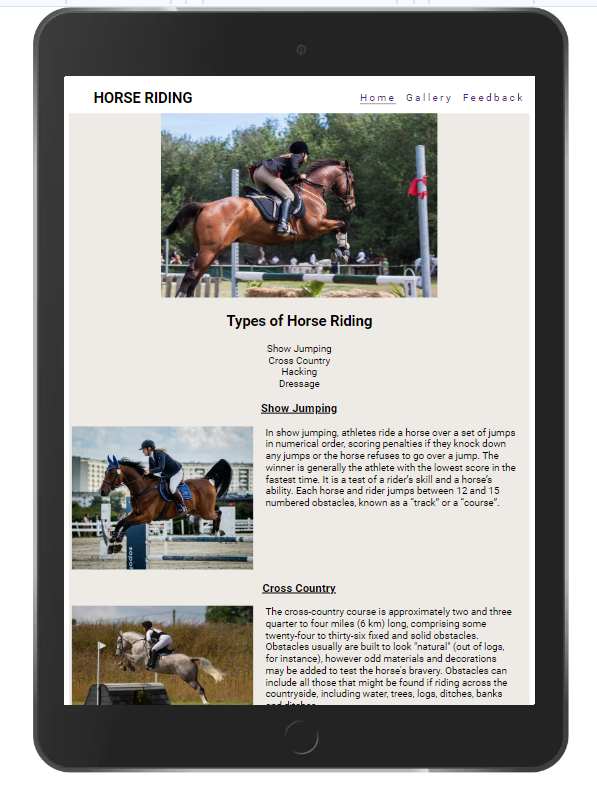 HORSE RIDING
Home Gallery Feedback
Types of Horse Riding
Show Jumping
Cross Country
Hacking
Dressage
Show Jumping
In show jumping, athletes ride a horse over a set of jumps
in numerical order, scoring penalties if they knock down
any jumps or the horse refuses to go over a jump. The
winner is generally the athlete with the lowest score in the
fastest time. It is a test of a rider's skill and a horse's
ability. Each horse and rider jumps between 12 and 15
numbered obstacles, known as a “track” or a “course”.
Cross Country
The cross-country course is approximately two and three
quarter to four miles (6 km) long, comprising some
twenty-four to thirty-six fixed and solid obstacles.
Obstacles usually are built to look "natural" (out of logs,
for instance), however odd materials and decorations
may be added to test the horse's bravery. Obstacles can
include all those that might be found if riding across the
countryside, including water, trees, logs, ditches, banks
and ditches.